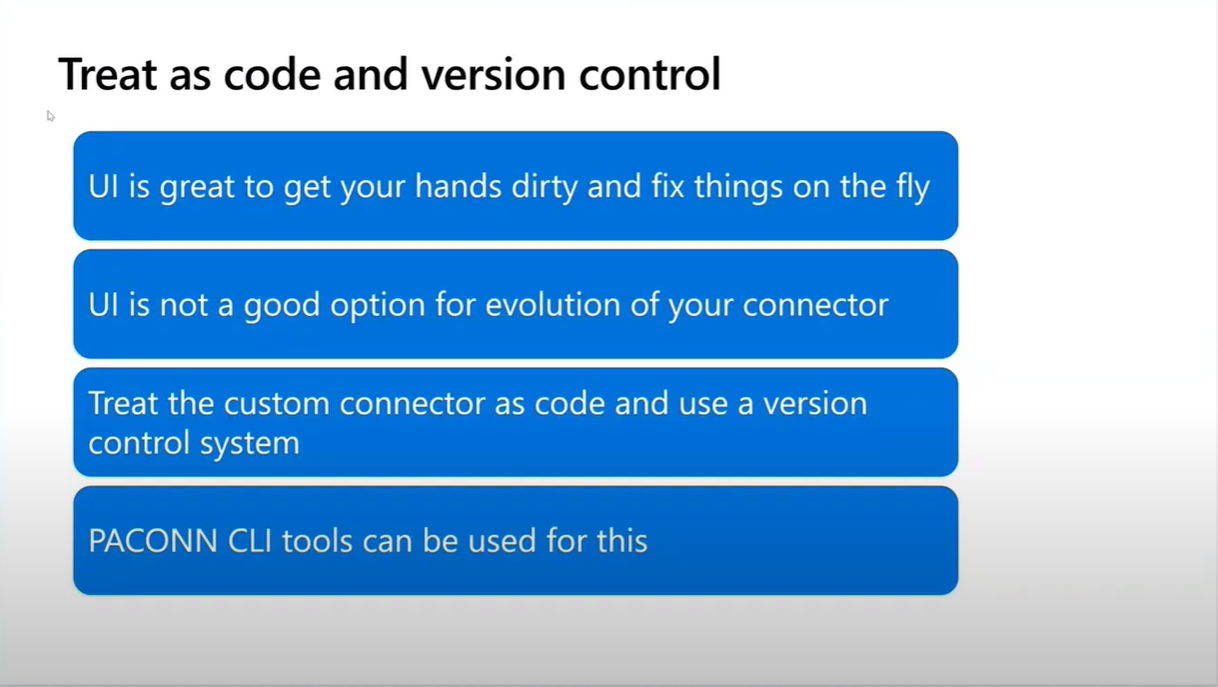 Treat as code and version control
UI is great to get your hands dirty and fix things on the fly
UI is not a good option for evolution of your connector
Treat the custom connector as code and use a version
control system
PACONN CLI tools can be used for this